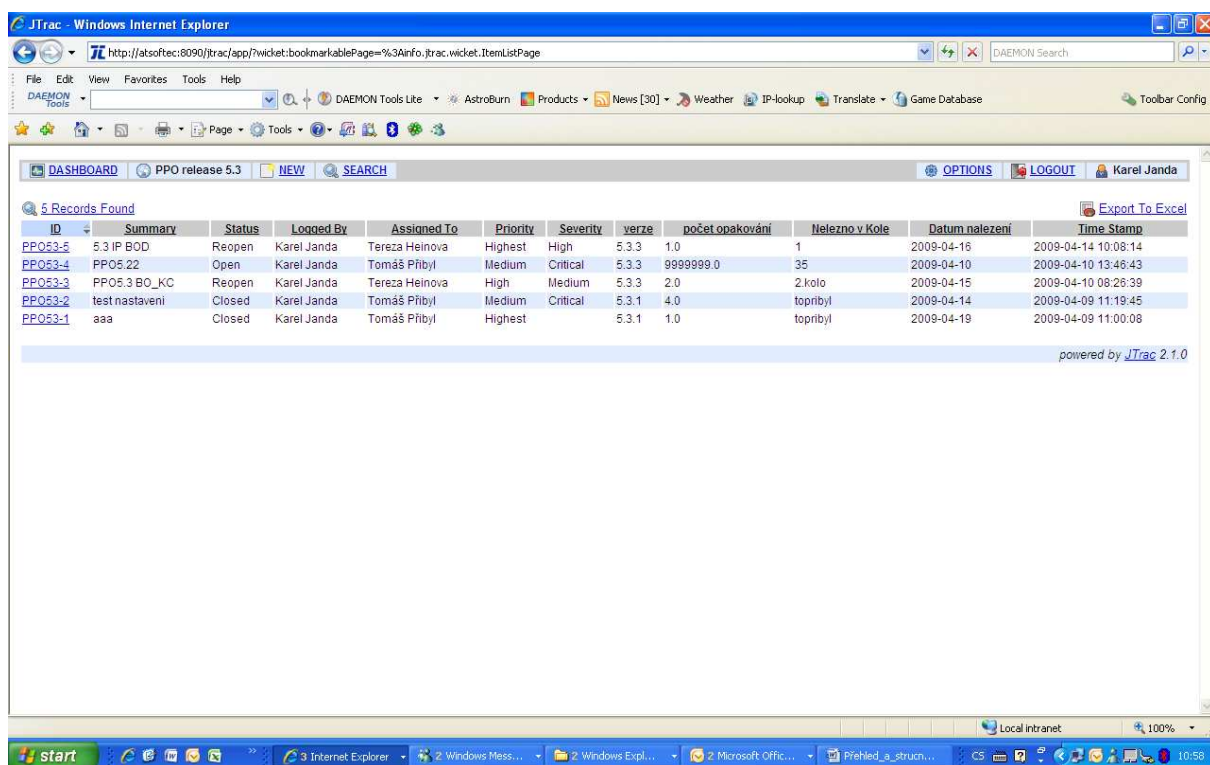 JTrac - Windows Internet Explorer
http://atsoftec:8090/jtrac/app/?wicket:bookmarkablePage=%3Ainfo.jtrac.wicket.ItemListPage
DAEMON Search
File Edit View Favorites Tools Help
DAEMON Tools
DAEMON Tools Lite AstroBurn Products News [30] Weather IP-lookup Translate Game Database Toolbar Config
Page Tools
DASHBOARD PPO release 5.3 NEW SEARCH OPTIONS LOGOUT Karel Janda
5 Records Found Export To Excel
ID Summary Status Logged By Assigned To Priority Severity verze počet opakování Nelezno v Kole Datum nalezení Time Stamp
PPO53-5 5.3 IP BOD Reopen Karel Janda Tereza Heinova Highest High 5.3.3 1.0 1 2009-04-16 2009-04-14 10:08:14
PPO53-4 PPO5.22 Open Karel Janda Tomáš Přibyl Medium Critical 5.3.3 9999999.0 35 2009-04-10 2009-04-10 13:46:43
PPO53-3 PPO5.3 BO_KC Reopen Karel Janda Tereza Heinova High Medium 5.3.3 2.0 2.kolo 2009-04-15 2009-04-10 08:26:39
PPO53-2 test nastaveni Closed Karel Janda Tomáš Přibyl Medium Critical 5.3.1 4.0 topribyl 2009-04-14 2009-04-09 11:19:45
PPO53-1 aaa Closed Karel Janda Tomáš Přibyl Highest 5.3.1 1.0 topribyl 2009-04-19 2009-04-09 11:00:08
powered by JTrac 2.1.0
Local intranet 100%
start 3 Internet Explorer 2 Windows Mess... 2 Windows Expl... 2 Microsoft Offic... Přehled_a_strucn... CS 10:58